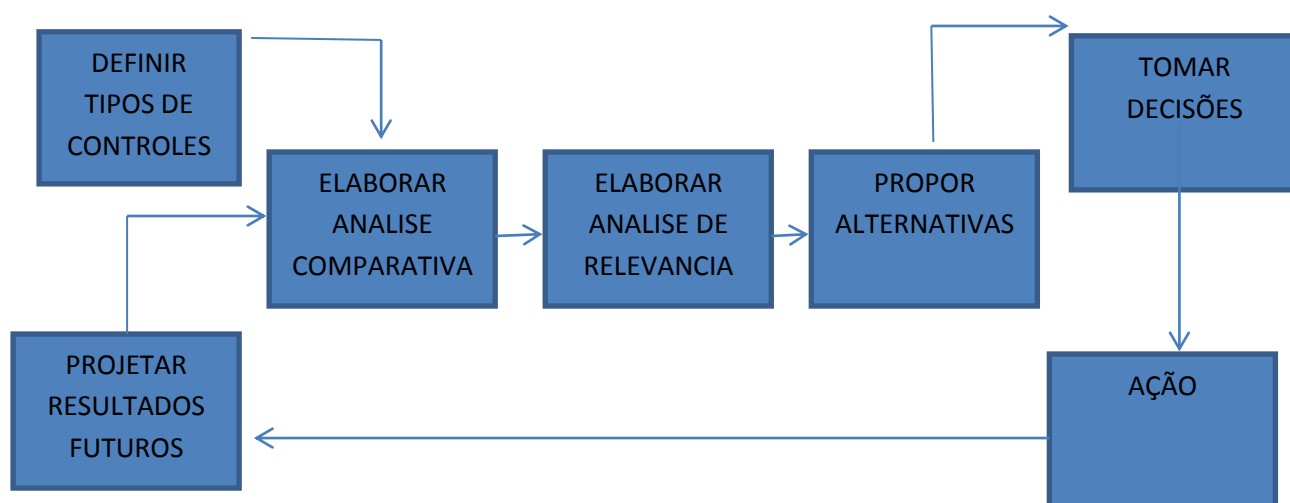 DEFINIR
TIPOS DE
CONTROLES
ELABORAR
ANALISE
COMPARATIVA
ELABORAR
ANALISE DE
RELEVANCIA
PROPOR
ALTERNATIVAS
TOMAR
DECISÕES
AÇÃO
PROJETAR
RESULTADOS
FUTUROS